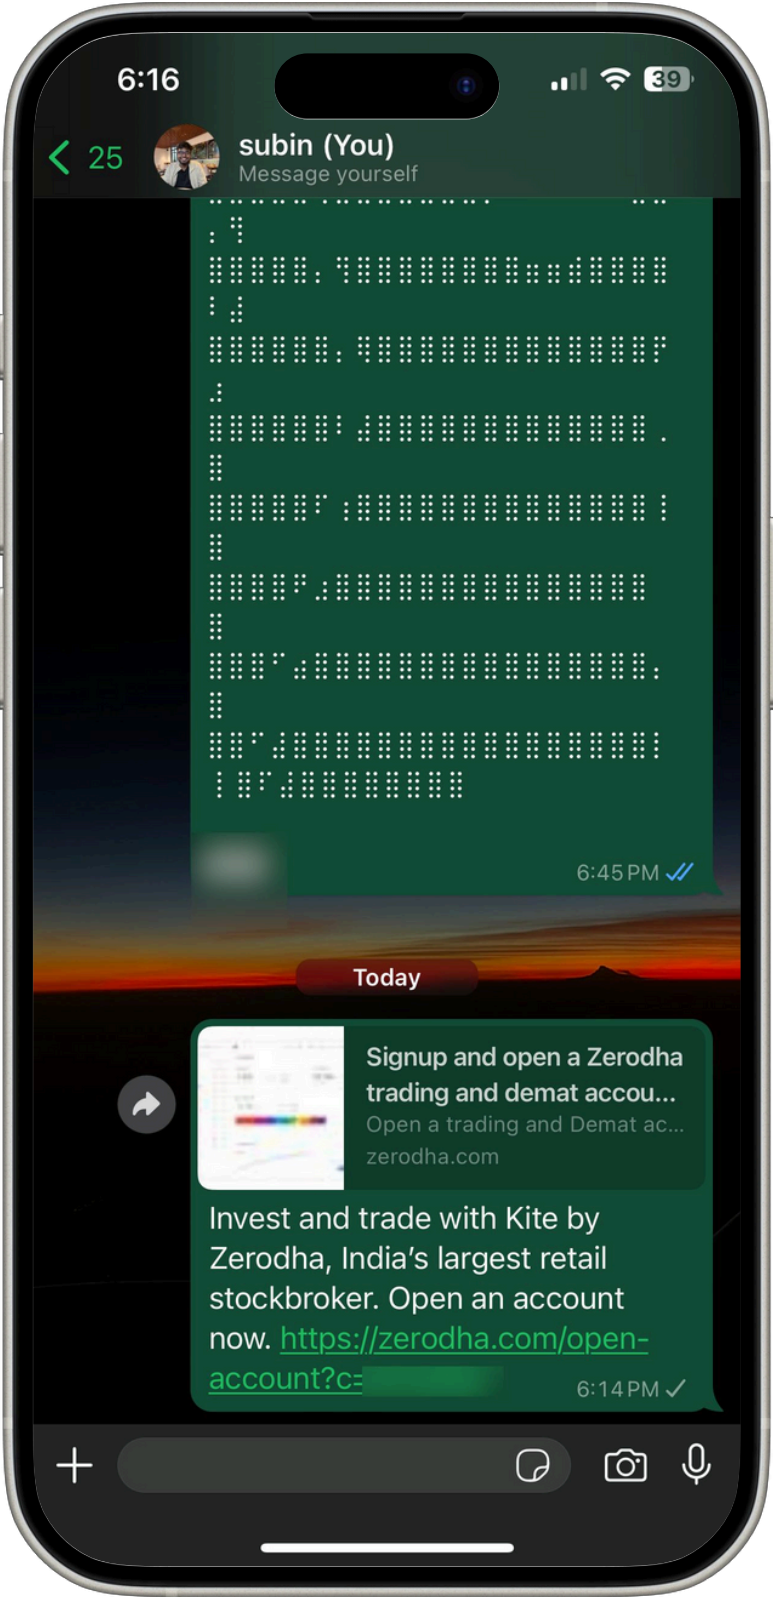 6:16
39
25
subin (You)
Message yourself
6:45 PM
Today
Signup and open a Zerodha
trading and demat accou...
Open a trading and Demat ac...
zerodha.com
Invest and trade with Kite by
Zerodha, India’s largest retail
stockbroker. Open an account
now. https://zerodha.com/open-
account?c=
6:14 PM